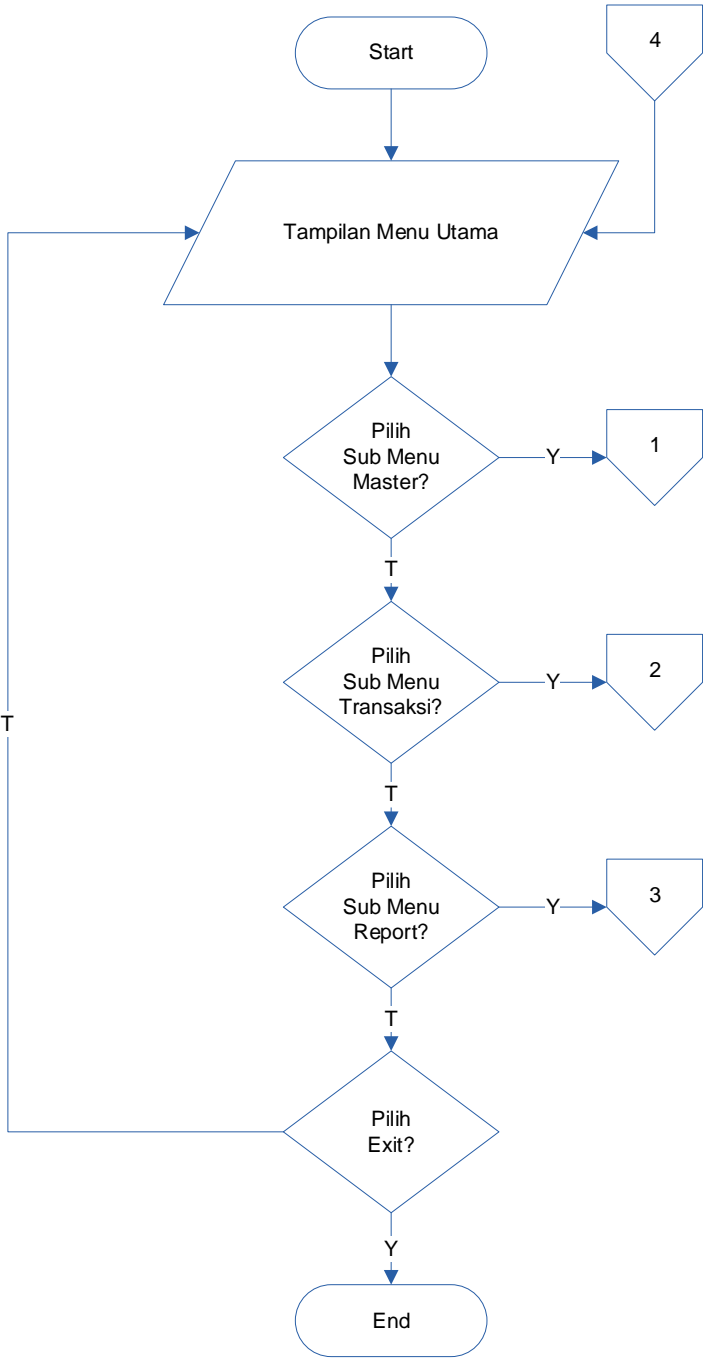 Start
4
Tampilan Menu Utama
Pilih
Sub Menu
Master?
Y
1
T
Pilih
Sub Menu
Transaksi?
Y
2
T
T
Pilih
Sub Menu
Report?
Y
3
T
Pilih
Exit?
Y
End